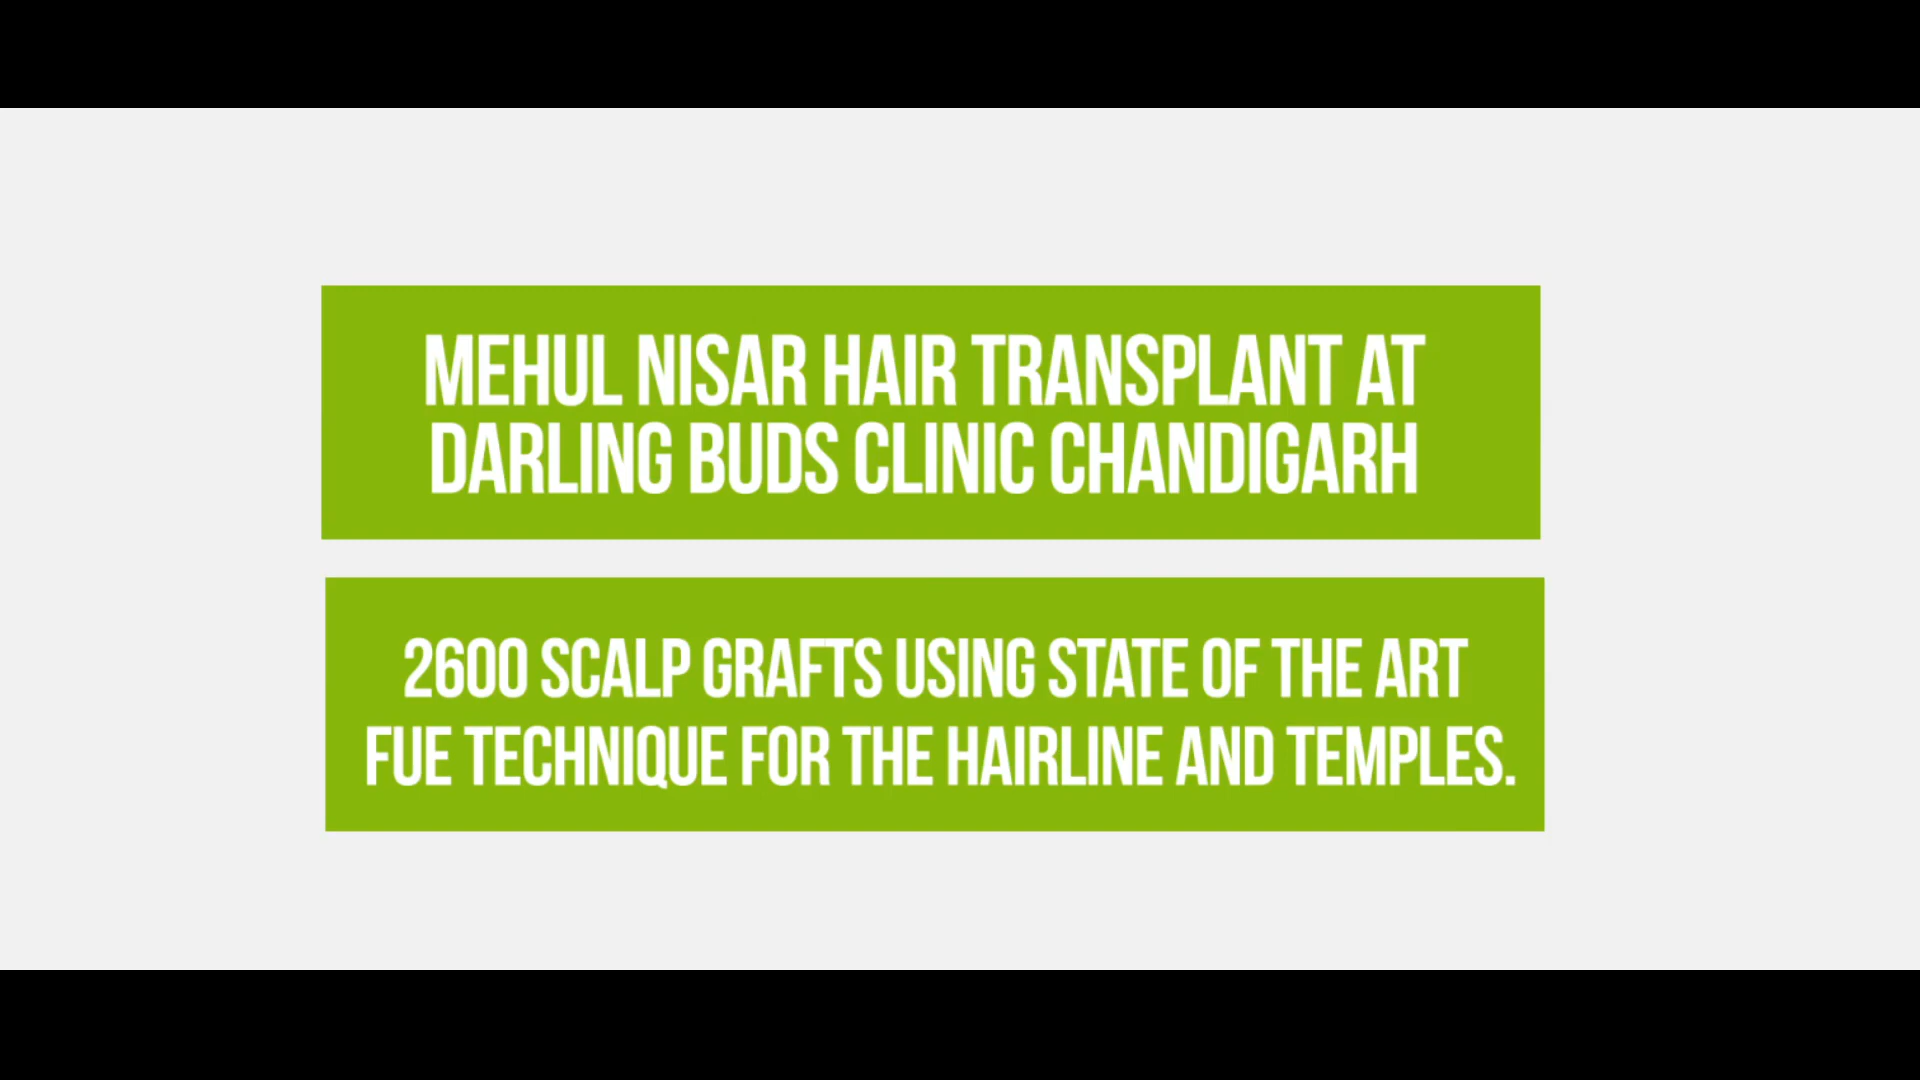 MEHUL NISAR HAIR TRANSPLANT AT
DARLING BUDS CLINIC CHANDIGARH
2600 SCALP GRAFTS USING STATE OF THE ART
FUE TECHNIQUE FOR THE HAIRLINE AND TEMPLES.